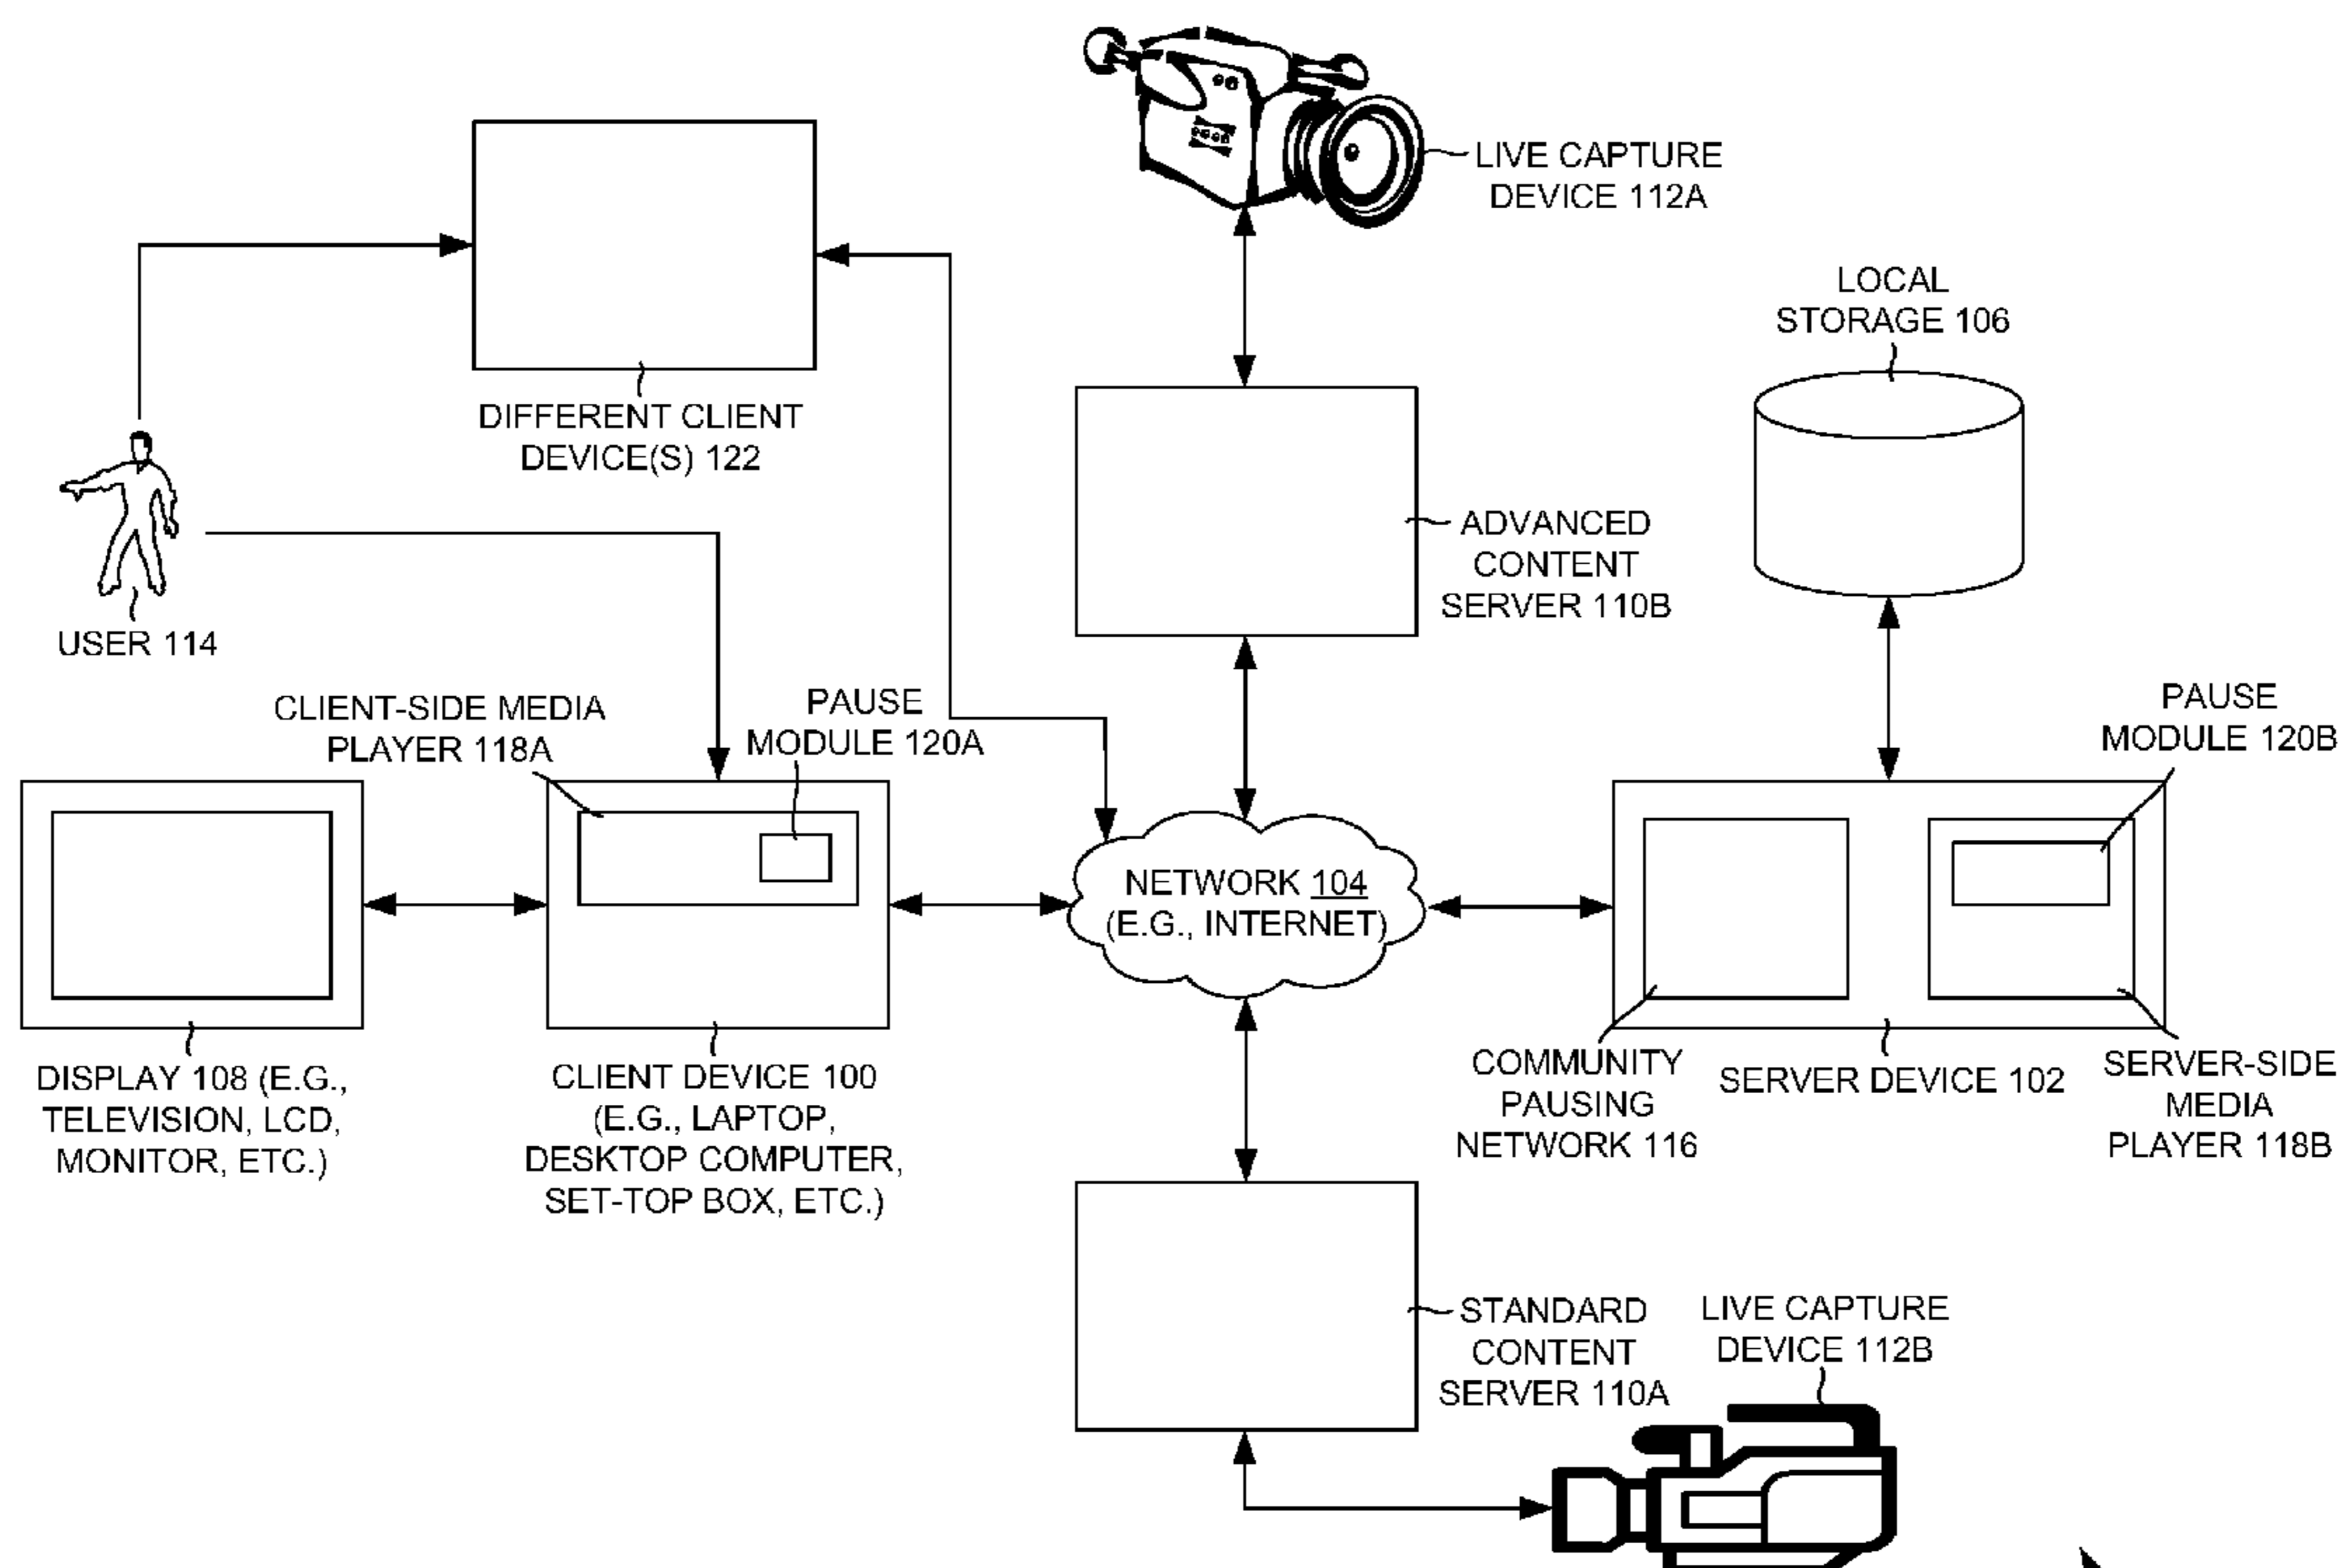 LIVE CAPTURE
DEVICE 112A
LOCAL
STORAGE 106
DIFFERENT CLIENT
DEVICE(S) 122
ADVANCED
CONTENT
SERVER 110B
USER 114
CLIENT-SIDE MEDIA
PLAYER 118A
PAUSE
MODULE 120A
PAUSE
MODULE 120B
NETWORK 104
(E.G., INTERNET)
DISPLAY 108 (E.G.,
TELEVISION, LCD,
MONITOR, ETC.)
CLIENT DEVICE 100
(E.G., LAPTOP,
DESKTOP COMPUTER,
SET-TOP BOX, ETC.)
COMMUNITY
PAUSING
NETWORK 116
SERVER DEVICE 102
SERVER-SIDE
MEDIA
PLAYER 118B
STANDARD
CONTENT
SERVER 110A
LIVE CAPTURE
DEVICE 112B